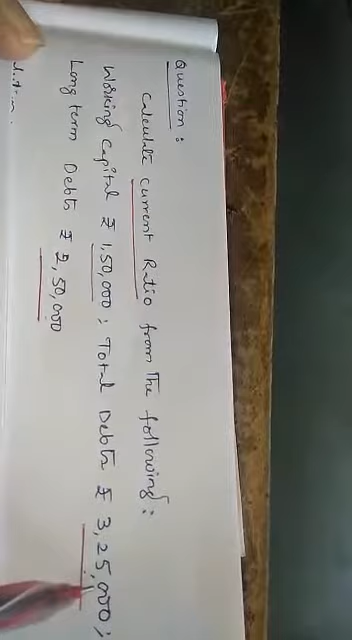 Question :
Calculate Current Ratio from the following :
Working Capital ₹ 1,50,000 ; Total Debts ₹ 3,25,000 ;
Long term Debts ₹ 2,50,000